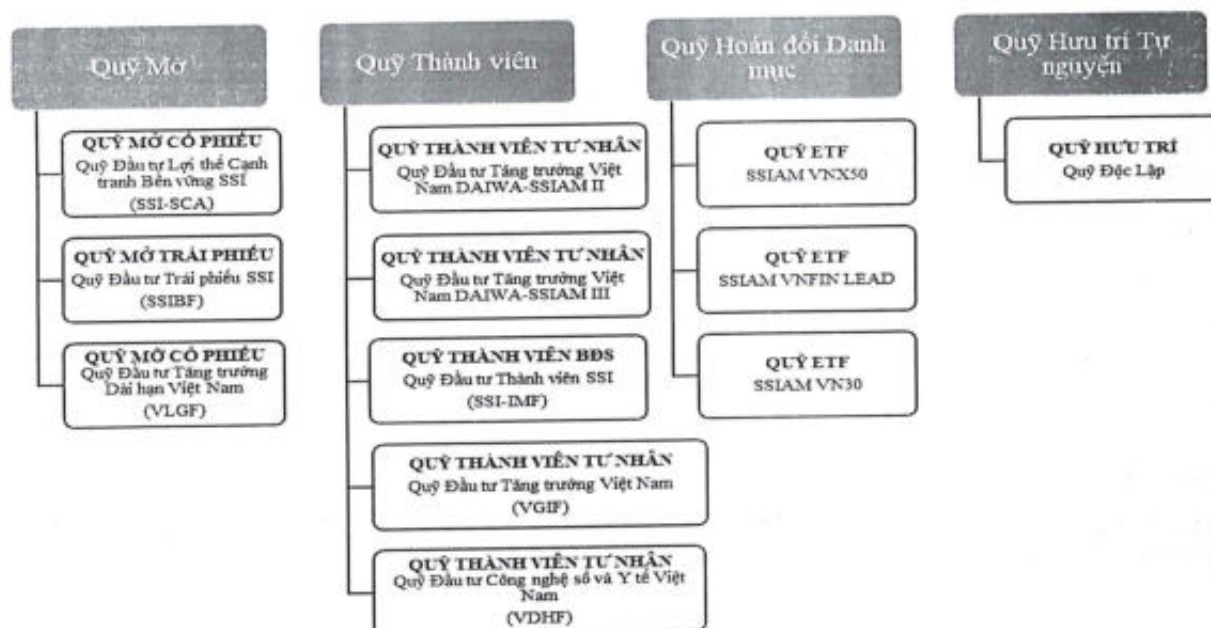 Quỹ Mở
QUỸ MỞ CỔ PHIẾU
Quỹ Đầu tư Lợi thế Cạnh
tranh Bền vững SSI
(SSI-SCA)
QUỸ MỞ TRÁI PHIẾU
Quỹ Đầu tư Trái phiếu SSI
(SSIBF)
QUỸ MỞ CỔ PHIẾU
Quỹ Đầu tư Tăng trưởng
Dài hạn Việt Nam
(VLGF)
Quỹ Thành viên
QUỸ THÀNH VIÊN TƯ NHÂN
Quỹ Đầu tư Tăng trưởng Việt
Nam DAIWA-SSIAM II
QUỸ THÀNH VIÊN TƯ NHÂN
Quỹ Đầu tư Tăng trưởng Việt
Nam DAIWA-SSIAM III
QUỸ THÀNH VIÊN BĐS
Quỹ Đầu tư Thành viên SSI
(SSI-IMF)
QUỸ THÀNH VIÊN TƯ NHÂN
Quỹ Đầu tư Tăng trưởng Việt Nam
(VGIF)
QUỸ THÀNH VIÊN TƯ NHÂN
Quỹ Đầu tư Công nghệ số và Y tế Việt
Nam
(VDHF)
Quỹ Hoán đổi Danh
mục
QUỸ ETF
SSIAM VNX50
QUỸ ETF
SSIAM VNFIN LEAD
QUỸ ETF
SSIAM VN30
Quỹ Hưu trí Tự
nguyện
QUỸ HƯU TRÍ
Quỹ Độc Lập